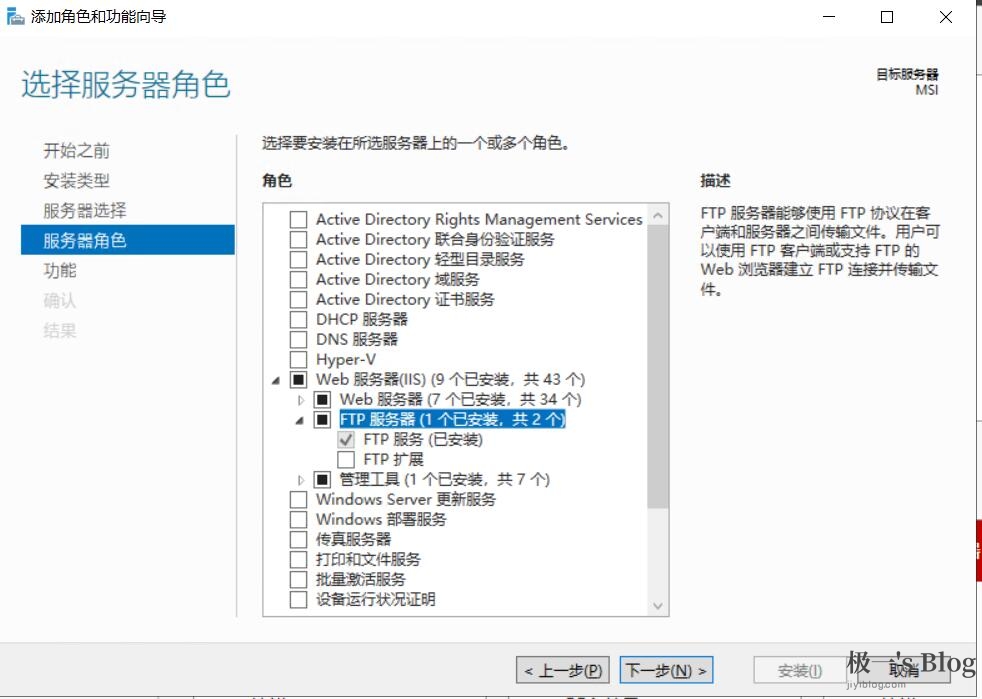 添加角色和功能向导
选择服务器角色
目标服务器
MSI
开始之前
安装类型
服务器选择
服务器角色
功能
确认
结果
选择要安装在所选服务器上的一个或多个角色。
角色
Active Directory Rights Management Services
Active Directory 联合身份验证服务
Active Directory 轻型目录服务
Active Directory 域服务
Active Directory 证书服务
DHCP 服务器
DNS 服务器
Hyper-V
Web 服务器(IIS) (9 个已安装，共 43 个)
Web 服务器 (7 个已安装，共 34 个)
FTP 服务器 (1 个已安装，共 2 个)
FTP 服务 (已安装)
FTP 扩展
管理工具 (1 个已安装，共 7 个)
Windows Server 更新服务
Windows 部署服务
传真服务器
打印和文件服务
批量激活服务
设备运行状况证明
描述
FTP 服务器能够使用 FTP 协议在客
户端和服务器之间传输文件。用户可
以使用 FTP 客户端或支持 FTP 的
Web 浏览器建立 FTP 连接并传输文
件。
< 上一步(P)
下一步(N) >
安装(I)
取消
极一's Blog
jiyiblog.com